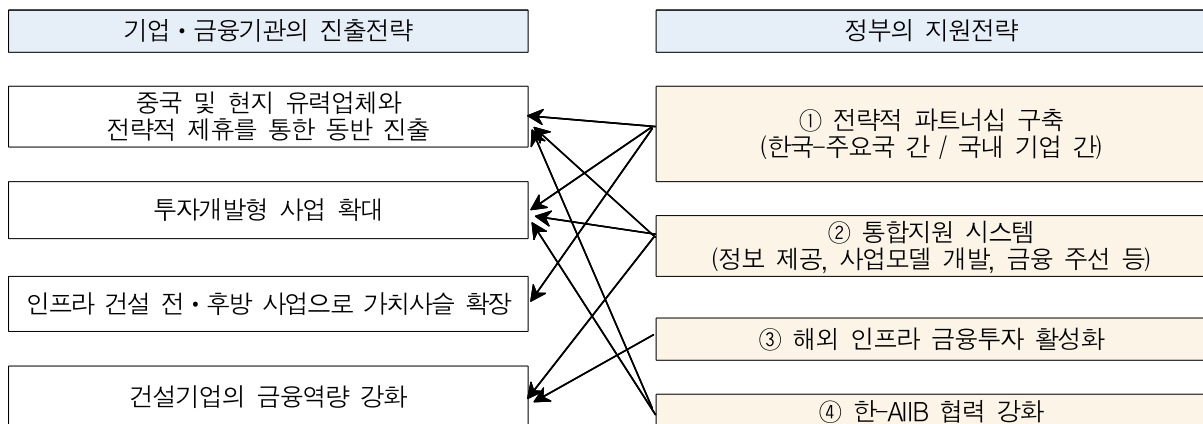 기업・금융기관의 진출전략
정부의 지원전략
중국 및 현지 유력업체와
전략적 제휴를 통한 동반 진출
투자개발형 사업 확대
인프라 건설 전・후방 사업으로 가치사슬 확장
건설기업의 금융역량 강화
① 전략적 파트너십 구축
(한국-주요국 간 / 국내 기업 간)
② 통합지원 시스템
(정보 제공, 사업모델 개발, 금융 주선 등)
③ 해외 인프라 금융투자 활성화
④ 한-AIIB 협력 강화